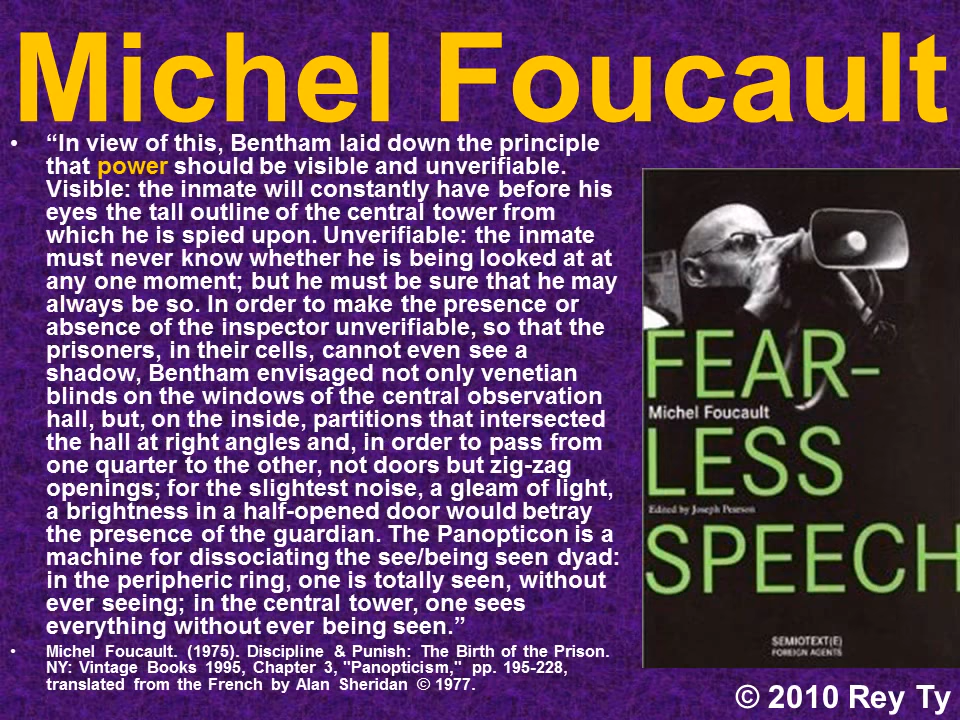 Michel Foucault
• “In view of this, Bentham laid down the principle
that power should be visible and unverifiable.
Visible: the inmate will constantly have before his
eyes the tall outline of the central tower from
which he is spied upon. Unverifiable: the inmate
must never know whether he is being looked at at
any one moment; but he must be sure that he may
always be so. In order to make the presence or
absence of the inspector unverifiable, so that the
prisoners, in their cells, cannot even see a
shadow, Bentham envisaged not only venetian
blinds on the windows of the central observation
hall, but, on the inside, partitions that intersected
the hall at right angles and, in order to pass from
one quarter to the other, not doors but zig-zag
openings; for the slightest noise, a gleam of light,
a brightness in a half-opened door would betray
the presence of the guardian. The Panopticon is a
machine for dissociating the see/being seen dyad:
in the peripheric ring, one is totally seen, without
ever seeing; in the central tower, one sees
everything without ever being seen.”
• Michel Foucault. (1975). Discipline & Punish: The Birth of the Prison.
NY: Vintage Books 1995, Chapter 3, "Panopticism," pp. 195-228,
translated from the French by Alan Sheridan © 1977.
FEAR-
Michel Foucault
LESS
Edited by Joseph Pearson
SPEECH
SEMIOTEXT(E)
FOREIGN AGENTS
© 2010 Rey Ty